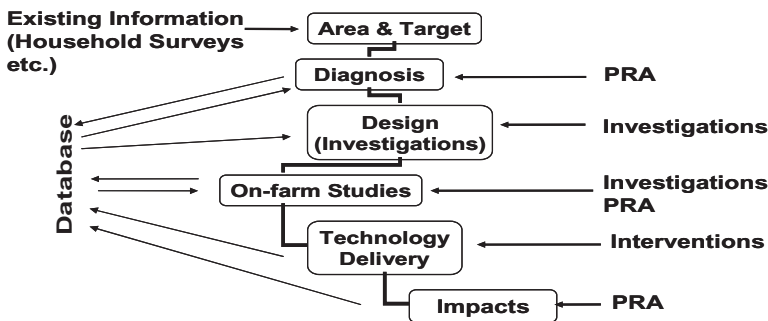 Existing Information
(Household Surveys
etc.)
Area & Target
Diagnosis
PRA
Database
Design
(Investigations)
Investigations
On-farm Studies
Investigations
PRA
Technology
Delivery
Interventions
Impacts
PRA